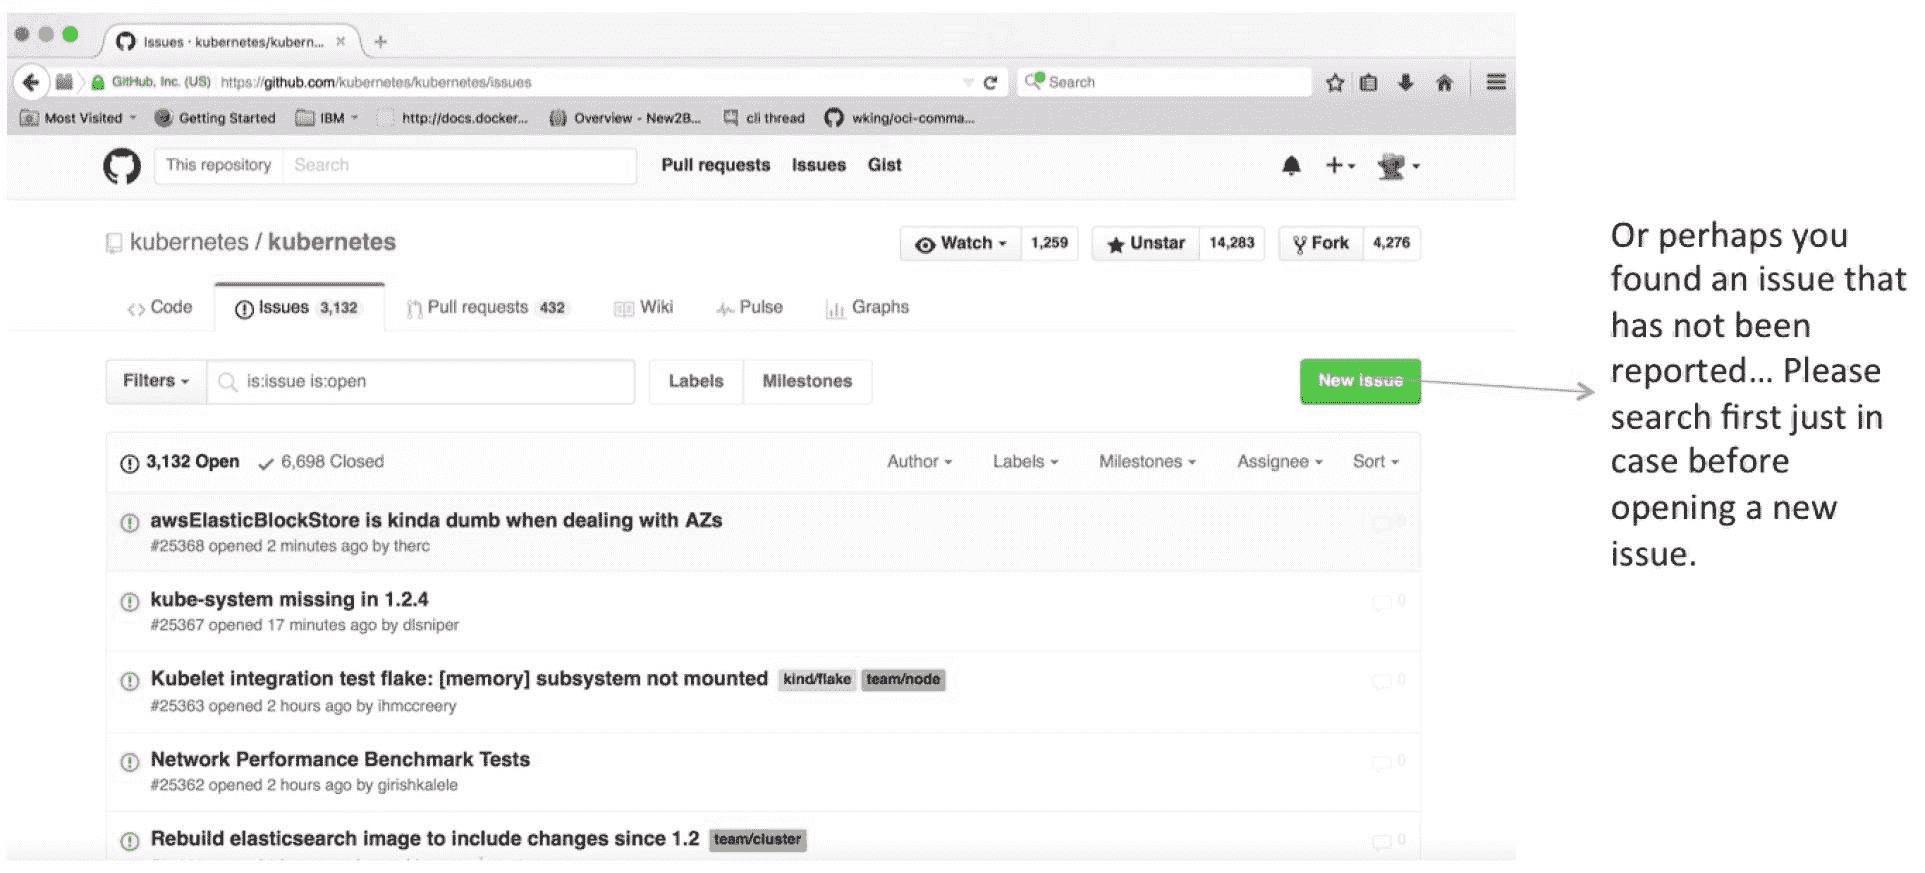 Issues · kubernetes/kubern...
GitHub, Inc. (US) https://github.com/kubernetes/kubernetes/issues
Search
Most Visited Getting Started IBM http://docs.docker... Overview - New2B... cli thread wking/oci-comma...
This repository Search Pull requests Issues Gist
kubernetes / kubernetes
Watch 1,259 Unstar 14,283 Fork 4,276
Code Issues 3,132 Pull requests 432 Wiki Pulse Graphs
Filters is:issue is:open Labels Milestones New issue
3,132 Open 6,698 Closed Author Labels Milestones Assignee Sort
awsElasticBlockStore is kinda dumb when dealing with AZs 0
#25368 opened 2 minutes ago by therc
kube-system missing in 1.2.4 0
#25367 opened 17 minutes ago by dlsniper
Kubelet integration test flake: [memory] subsystem not mounted kind/flake team/node 0
#25363 opened 2 hours ago by ihmccreery
Network Performance Benchmark Tests 0
#25362 opened 2 hours ago by girishkalele
Rebuild elasticsearch image to include changes since 1.2 team/cluster 0
Or perhaps you
found an issue that
has not been
reported... Please
search first just in
case before
opening a new
issue.